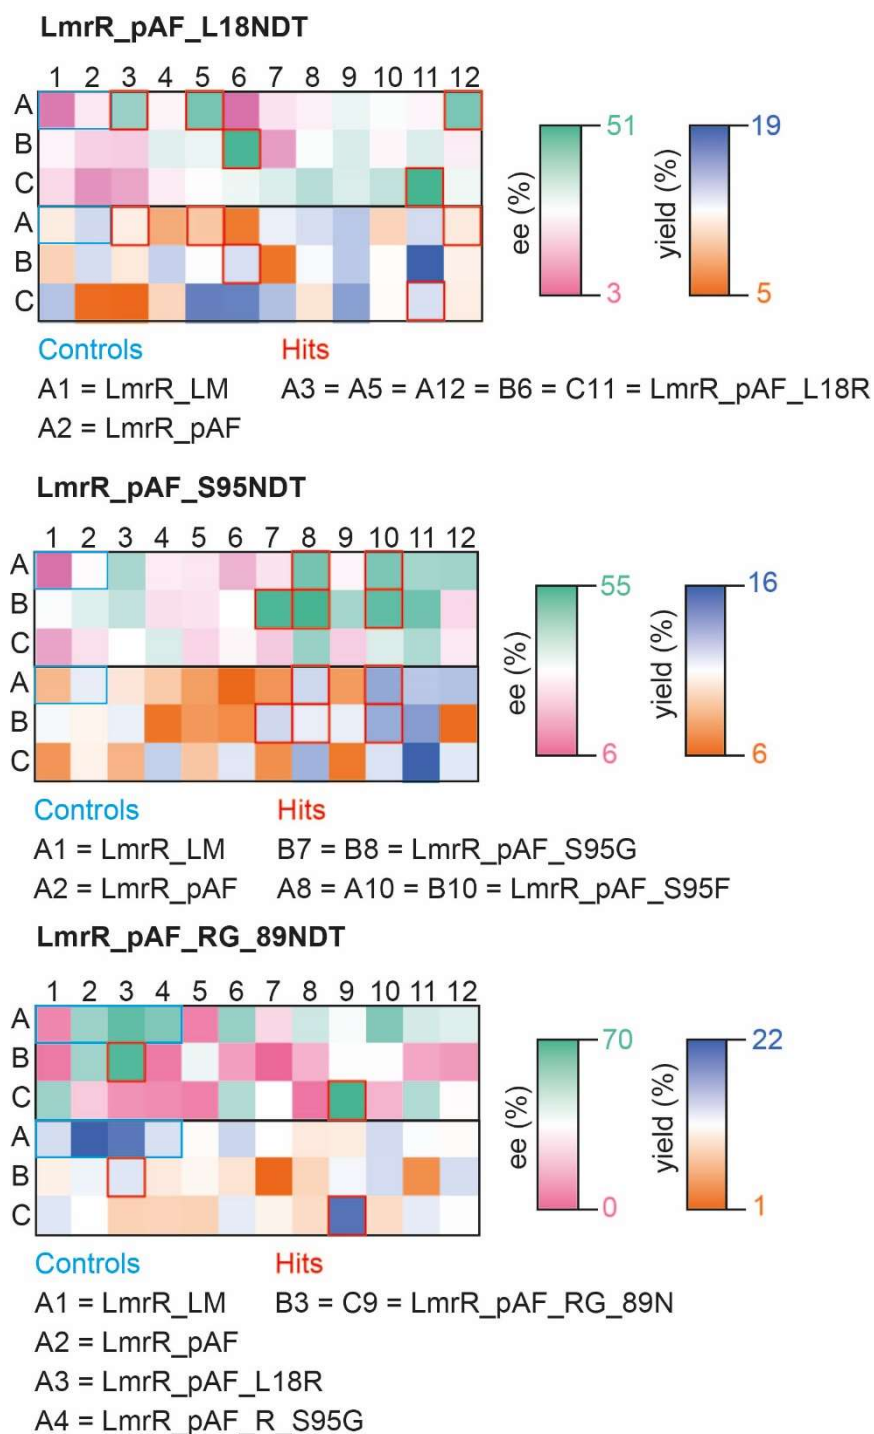 LmrR_pAF_L18NDT
1 2 3 4 5 6 7 8 9 10 11 12
A
B
C
A
B
C
ee (%)
51
3
yield (%)
19
5
Controls Hits
A1 = LmrR_LM A3 = A5 = A12 = B6 = C11 = LmrR_pAF_L18R
A2 = LmrR_pAF
LmrR_pAF_S95NDT
1 2 3 4 5 6 7 8 9 10 11 12
A
B
C
A
B
C
ee (%)
55
6
yield (%)
16
6
Controls Hits
A1 = LmrR_LM B7 = B8 = LmrR_pAF_S95G
A2 = LmrR_pAF A8 = A10 = B10 = LmrR_pAF_S95F
LmrR_pAF_RG_89NDT
1 2 3 4 5 6 7 8 9 10 11 12
A
B
C
A
B
C
ee (%)
70
0
yield (%)
22
1
Controls Hits
A1 = LmrR_LM B3 = C9 = LmrR_pAF_RG_89N
A2 = LmrR_pAF
A3 = LmrR_pAF_L18R
A4 = LmrR_pAF_R_S95G